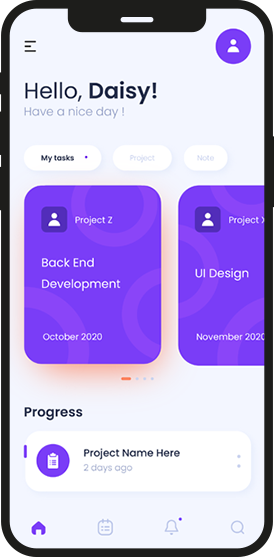 Hello, Daisy!
Have a nice day !
My tasks
Project
Note
Project Z
Back End
Development
October 2020
Project
UI Design
November 2020
Progress
Project Name Here
2 days ago